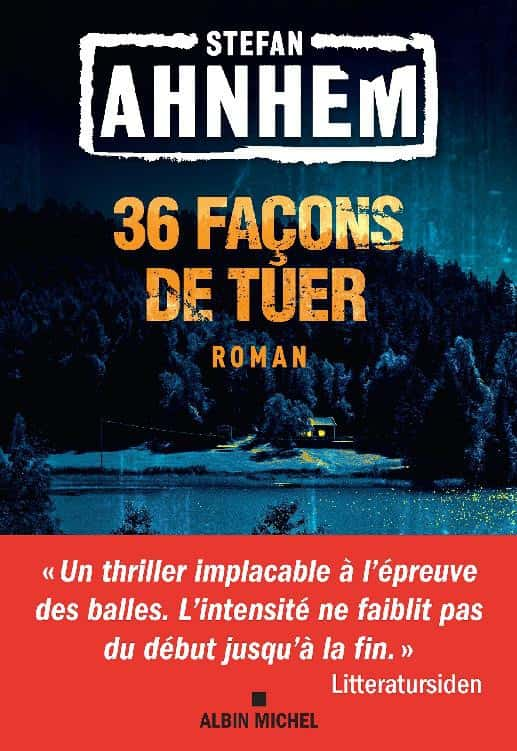 STEFAN
AHNHEM
36 FAÇONS
DE TUER
ROMAN
« Un thriller implacable à l'épreuve
des balles. L'intensité ne faiblit pas
du début jusqu'à la fin. »
Litteratursiden
ALBIN MICHEL